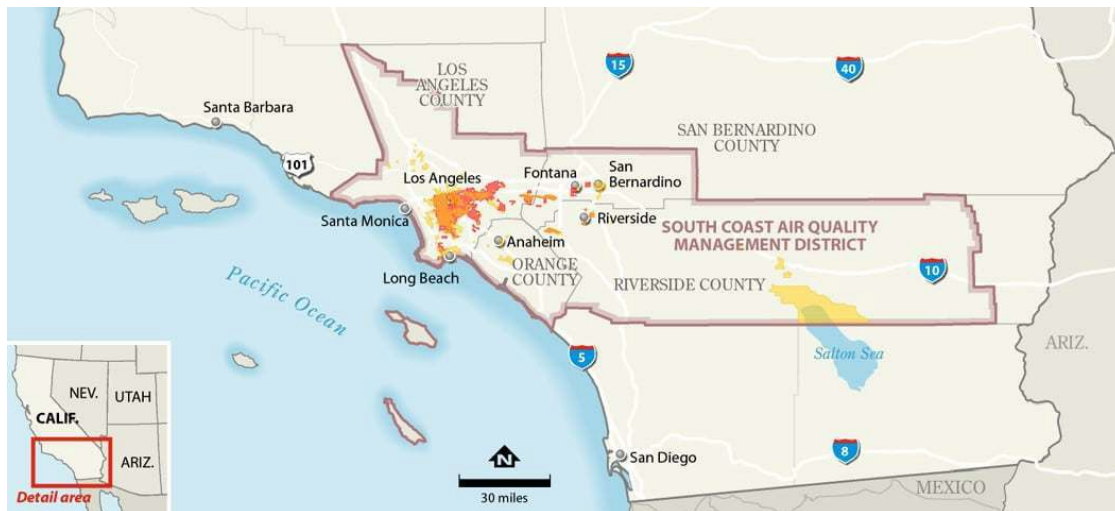 15
40
LOS
ANGELES
COUNTY
Santa Barbara
SAN BERNARDINO
COUNTY
101
Los Angeles
Fontana
San
Bernardino
Santa Monica
Riverside
SOUTH COAST AIR QUALITY
MANAGEMENT DISTRICT
Anaheim
ORANGE
COUNTY
Long Beach
RIVERSIDE COUNTY
10
Pacific Ocean
5
Salton Sea
ARIZ.
NEV.
UTAH
CALIF.
ARIZ.
Detail area
N
30 miles
San Diego
8
MEXICO